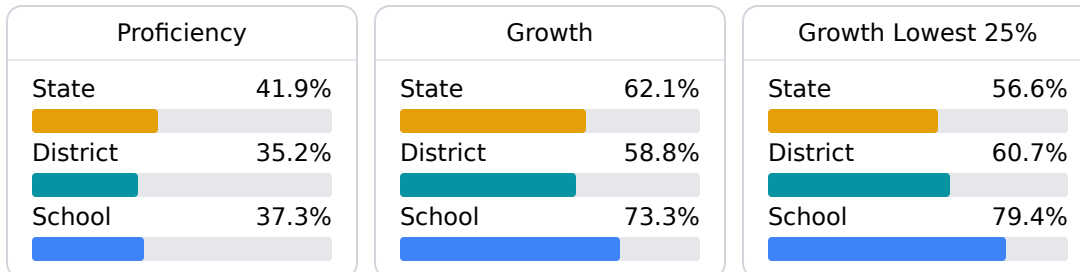 Proficiency
State 41.9%
District 35.2%
School 37.3%
Growth
State 62.1%
District 58.8%
School 73.3%
Growth Lowest 25%
State 56.6%
District 60.7%
School 79.4%